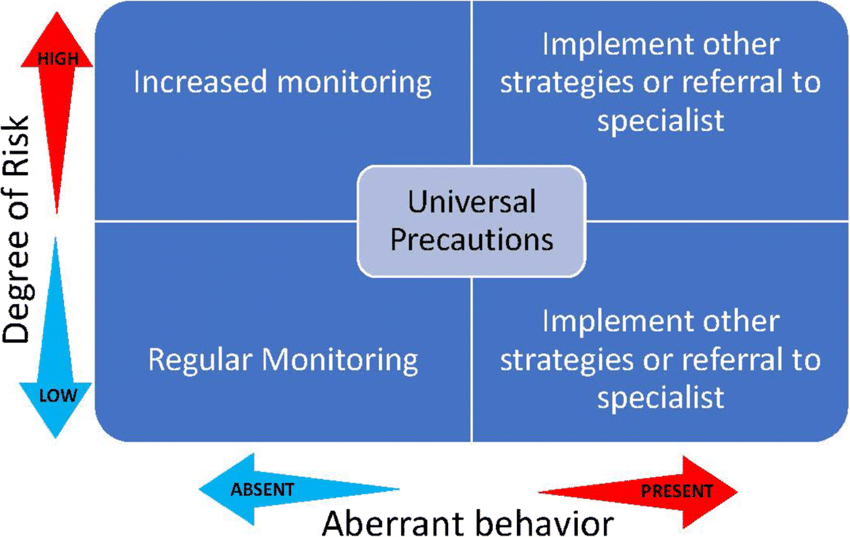 HIGH
Degree of Risk
LOW
Increased monitoring
Implement other
strategies or referral to
specialist
Universal
Precautions
Regular Monitoring
Implement other
strategies or referral to
specialist
ABSENT
PRESENT
Aberrant behavior